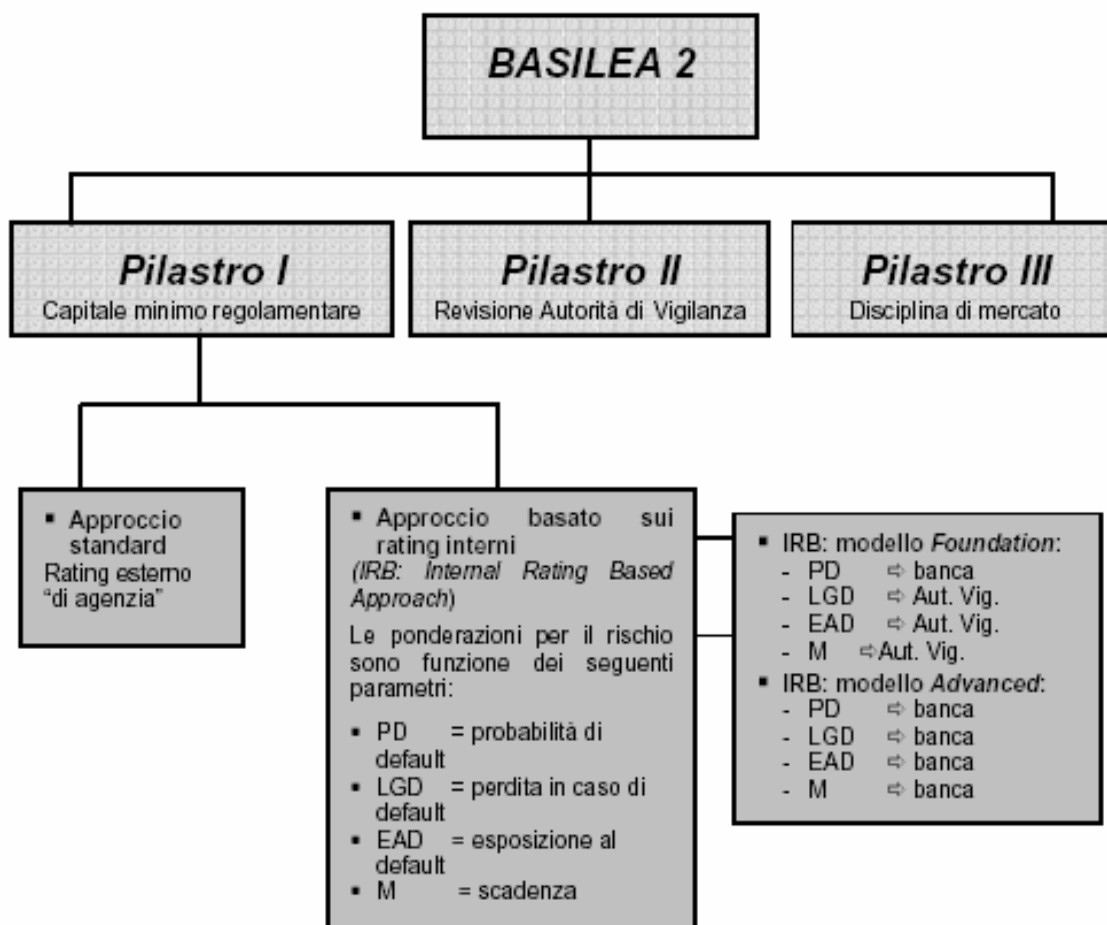 BASILEA 2
Pilastro I
Capitale minimo regolamentare
Pilastro II
Revisione Autorità di Vigilanza
Pilastro III
Disciplina di mercato
▪ Approccio
standard
Rating esterno
"di agenzia"
▪ Approccio basato sui
rating interni
(IRB: Internal Rating Based
Approach)
Le ponderazioni per il rischio
sono funzione dei seguenti
parametri:
▪ PD = probabilità di
default
▪ LGD = perdita in caso di
default
▪ EAD = esposizione al
default
▪ M = scadenza
▪ IRB: modello Foundation:
- PD ⇨ banca
- LGD ⇨ Aut. Vig.
- EAD ⇨ Aut. Vig.
- M ⇨Aut. Vig.
▪ IRB: modello Advanced:
- PD ⇨ banca
- LGD ⇨ banca
- EAD ⇨ banca
- M ⇨ banca